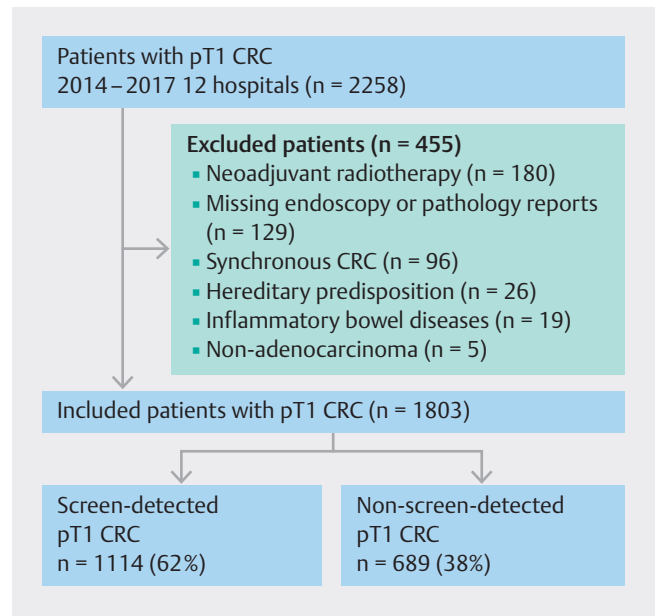 Patients with pT1 CRC
2014–2017 12 hospitals (n = 2258)
Excluded patients (n = 455)
▪ Neoadjuvant radiotherapy (n = 180)
▪ Missing endoscopy or pathology reports
(n = 129)
▪ Synchronous CRC (n = 96)
▪ Hereditary predisposition (n = 26)
▪ Inflammatory bowel diseases (n = 19)
▪ Non-adenocarcinoma (n = 5)
Included patients with pT1 CRC (n = 1803)
Screen-detected
pT1 CRC
n = 1114 (62%)
Non-screen-detected
pT1 CRC
n = 689 (38%)